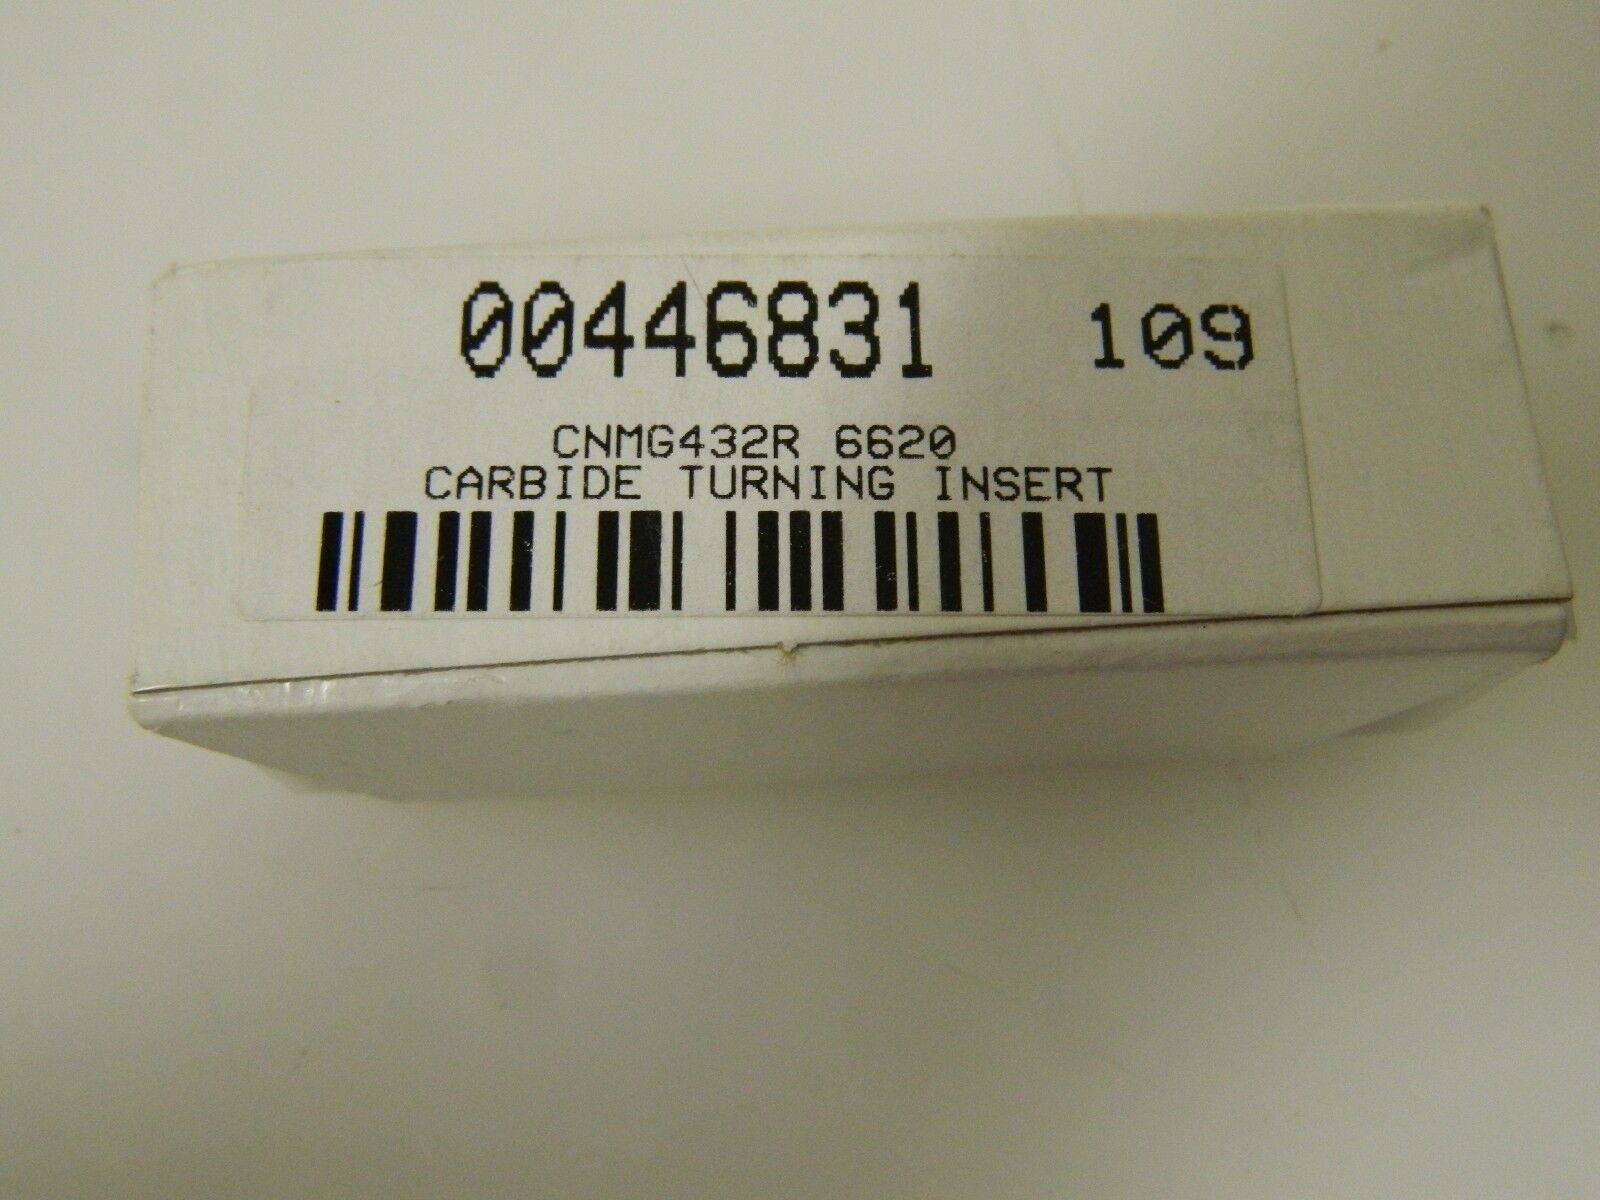 00446831 109
CNMG432R 6620
CARBIDE TURNING INSERT